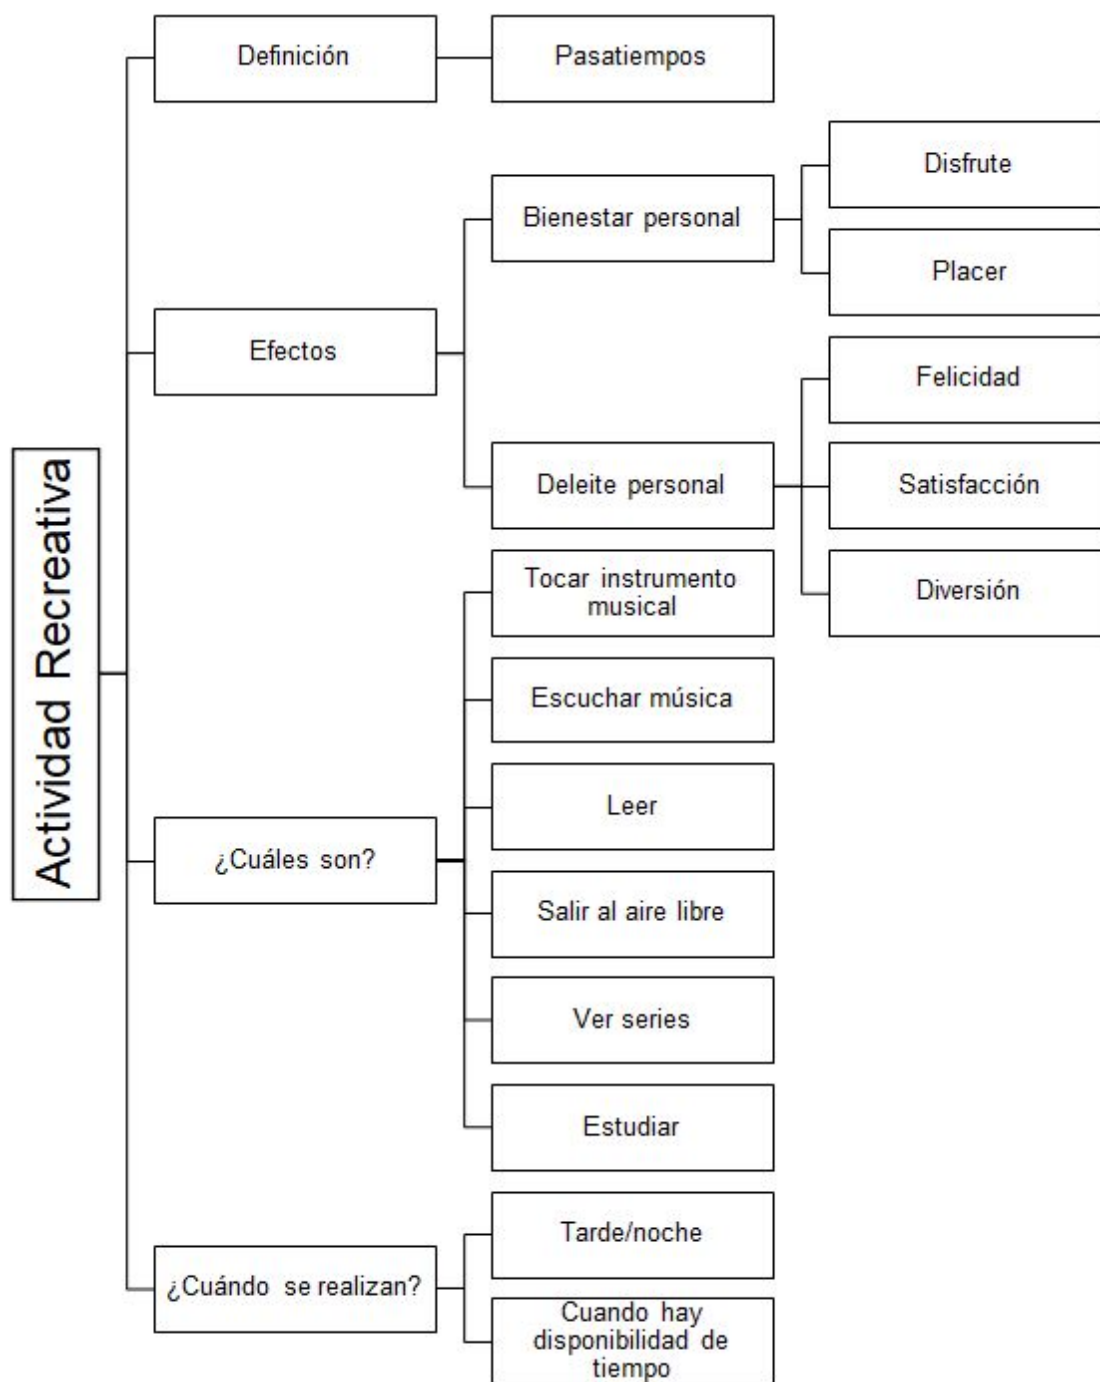 Actividad Recreativa
Definición
Pasatiempos
Efectos
Bienestar personal
Disfrute
Placer
Deleite personal
Felicidad
Satisfacción
Diversión
¿Cuáles son?
Tocar instrumento
musical
Escuchar música
Leer
Salir al aire libre
Ver series
Estudiar
¿Cuándo se realizan?
Tarde/noche
Cuando hay
disponibilidad de
tiempo